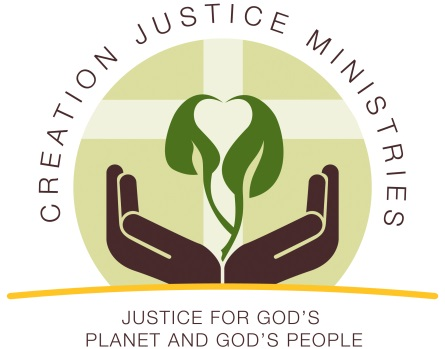 CREATION JUSTICE MINISTRIES
JUSTICE FOR GOD'S
PLANET AND GOD'S PEOPLE